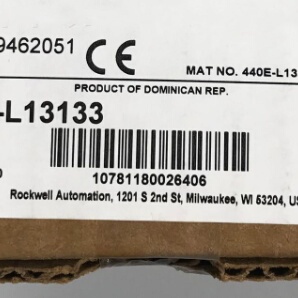 9462051 CE MAT NO. 440E-L13
PRODUCT OF DOMINICAN REP.
-L13133
0
10781180026406
Rockwell Automation, 1201 S 2nd St, Milwaukee, WI 53204, US